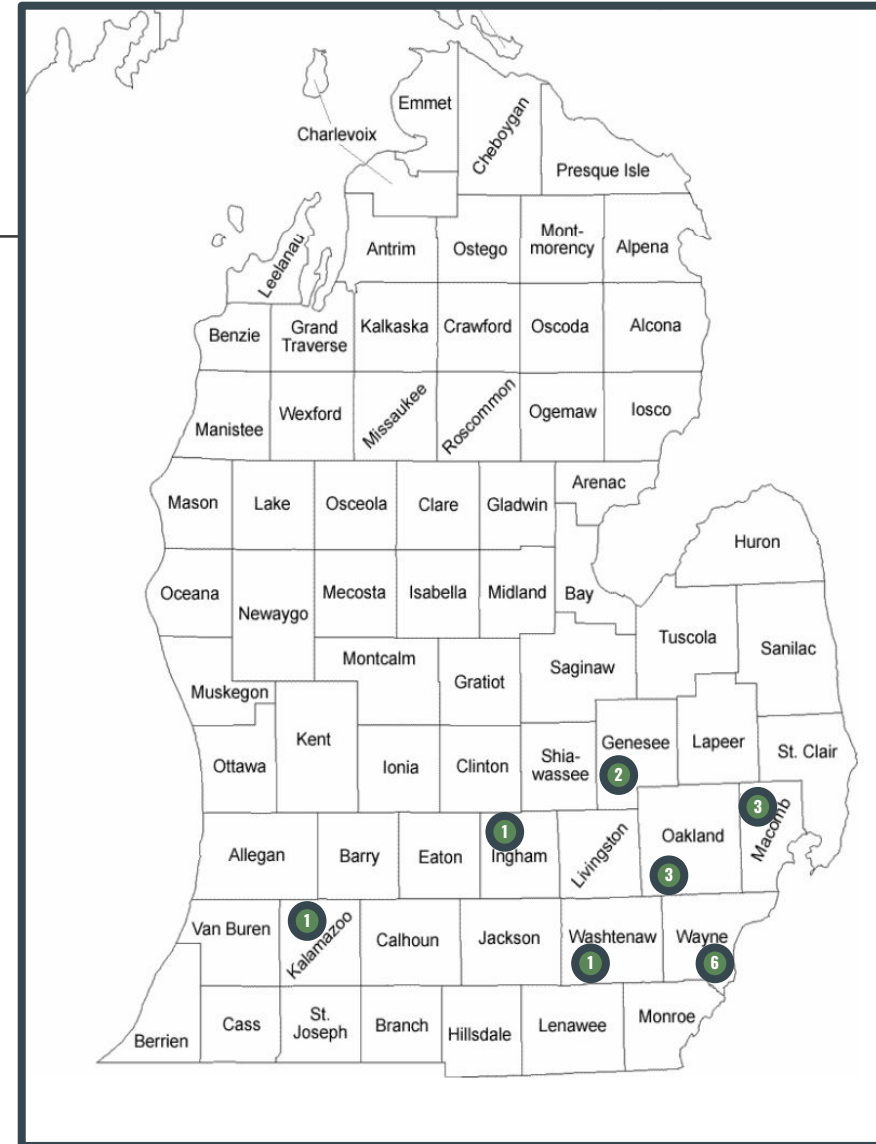 Emmet
Cheboygan
Charlevoix
Presque Isle
Leelanau
Antrim
Ostego
Mont-
morency
Alpena
Benzie
Grand
Traverse
Kalkaska
Crawford
Oscoda
Alcona
Manistee
Wexford
Missaukee
Roscommon
Ogemaw
Iosco
Mason
Lake
Osceola
Clare
Gladwin
Arenac
Huron
Oceana
Newaygo
Mecosta
Isabella
Midland
Bay
Tuscola
Sanilac
Muskegon
Montcalm
Gratiot
Saginaw
Ottawa
Kent
Ionia
Clinton
Shia-
wassee
Genesee
2
Lapeer
St. Clair
Allegan
Barry
Eaton
1
Ingham
Livingston
Oakland
3
3
Macomb
Van Buren
1
Kalamazoo
Calhoun
Jackson
Washtenaw
1
Wayne
6
Berrien
Cass
St.
Joseph
Branch
Hillsdale
Lenawee
Monroe